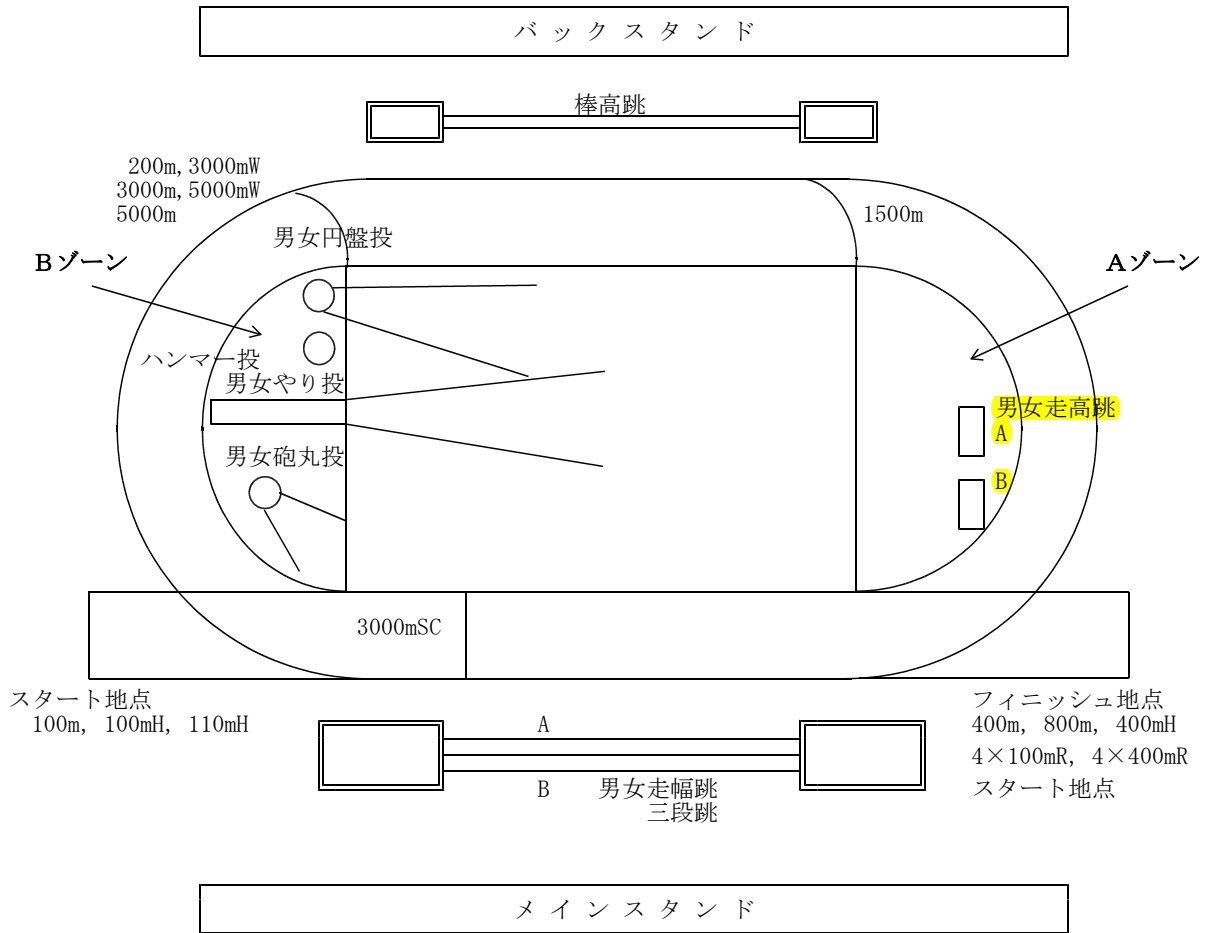 バックスタンド
棒高跳
200m,3000mW
3000m,5000mW
5000m
1500m
男女円盤投
Bゾーン
Aゾーン
ハンマー投
男女やり投
男女走高跳
A
男女砲丸投
B
3000mSC
スタート地点
100m, 100mH, 110mH
フィニッシュ地点
400m, 800m, 400mH
4×100mR, 4×400mR
スタート地点
A
B 男女走幅跳
三段跳
メインスタンド